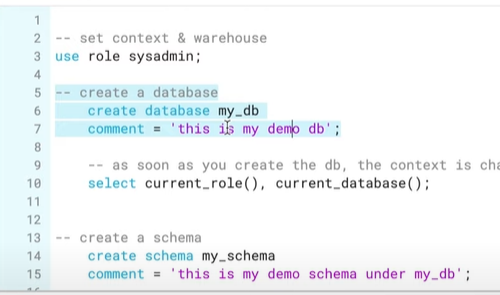 1
2 -- set context & warehouse
3 use role sysadmin;
4
5 -- create a database
6 create database my_db
7 comment = 'this is my demo db';
8
9 -- as soon as you create the db, the context is cha
10 select current_role(), current_database();
11
12
13 -- create a schema
14 create schema my_schema
15 comment = 'this is my demo schema under my_db';